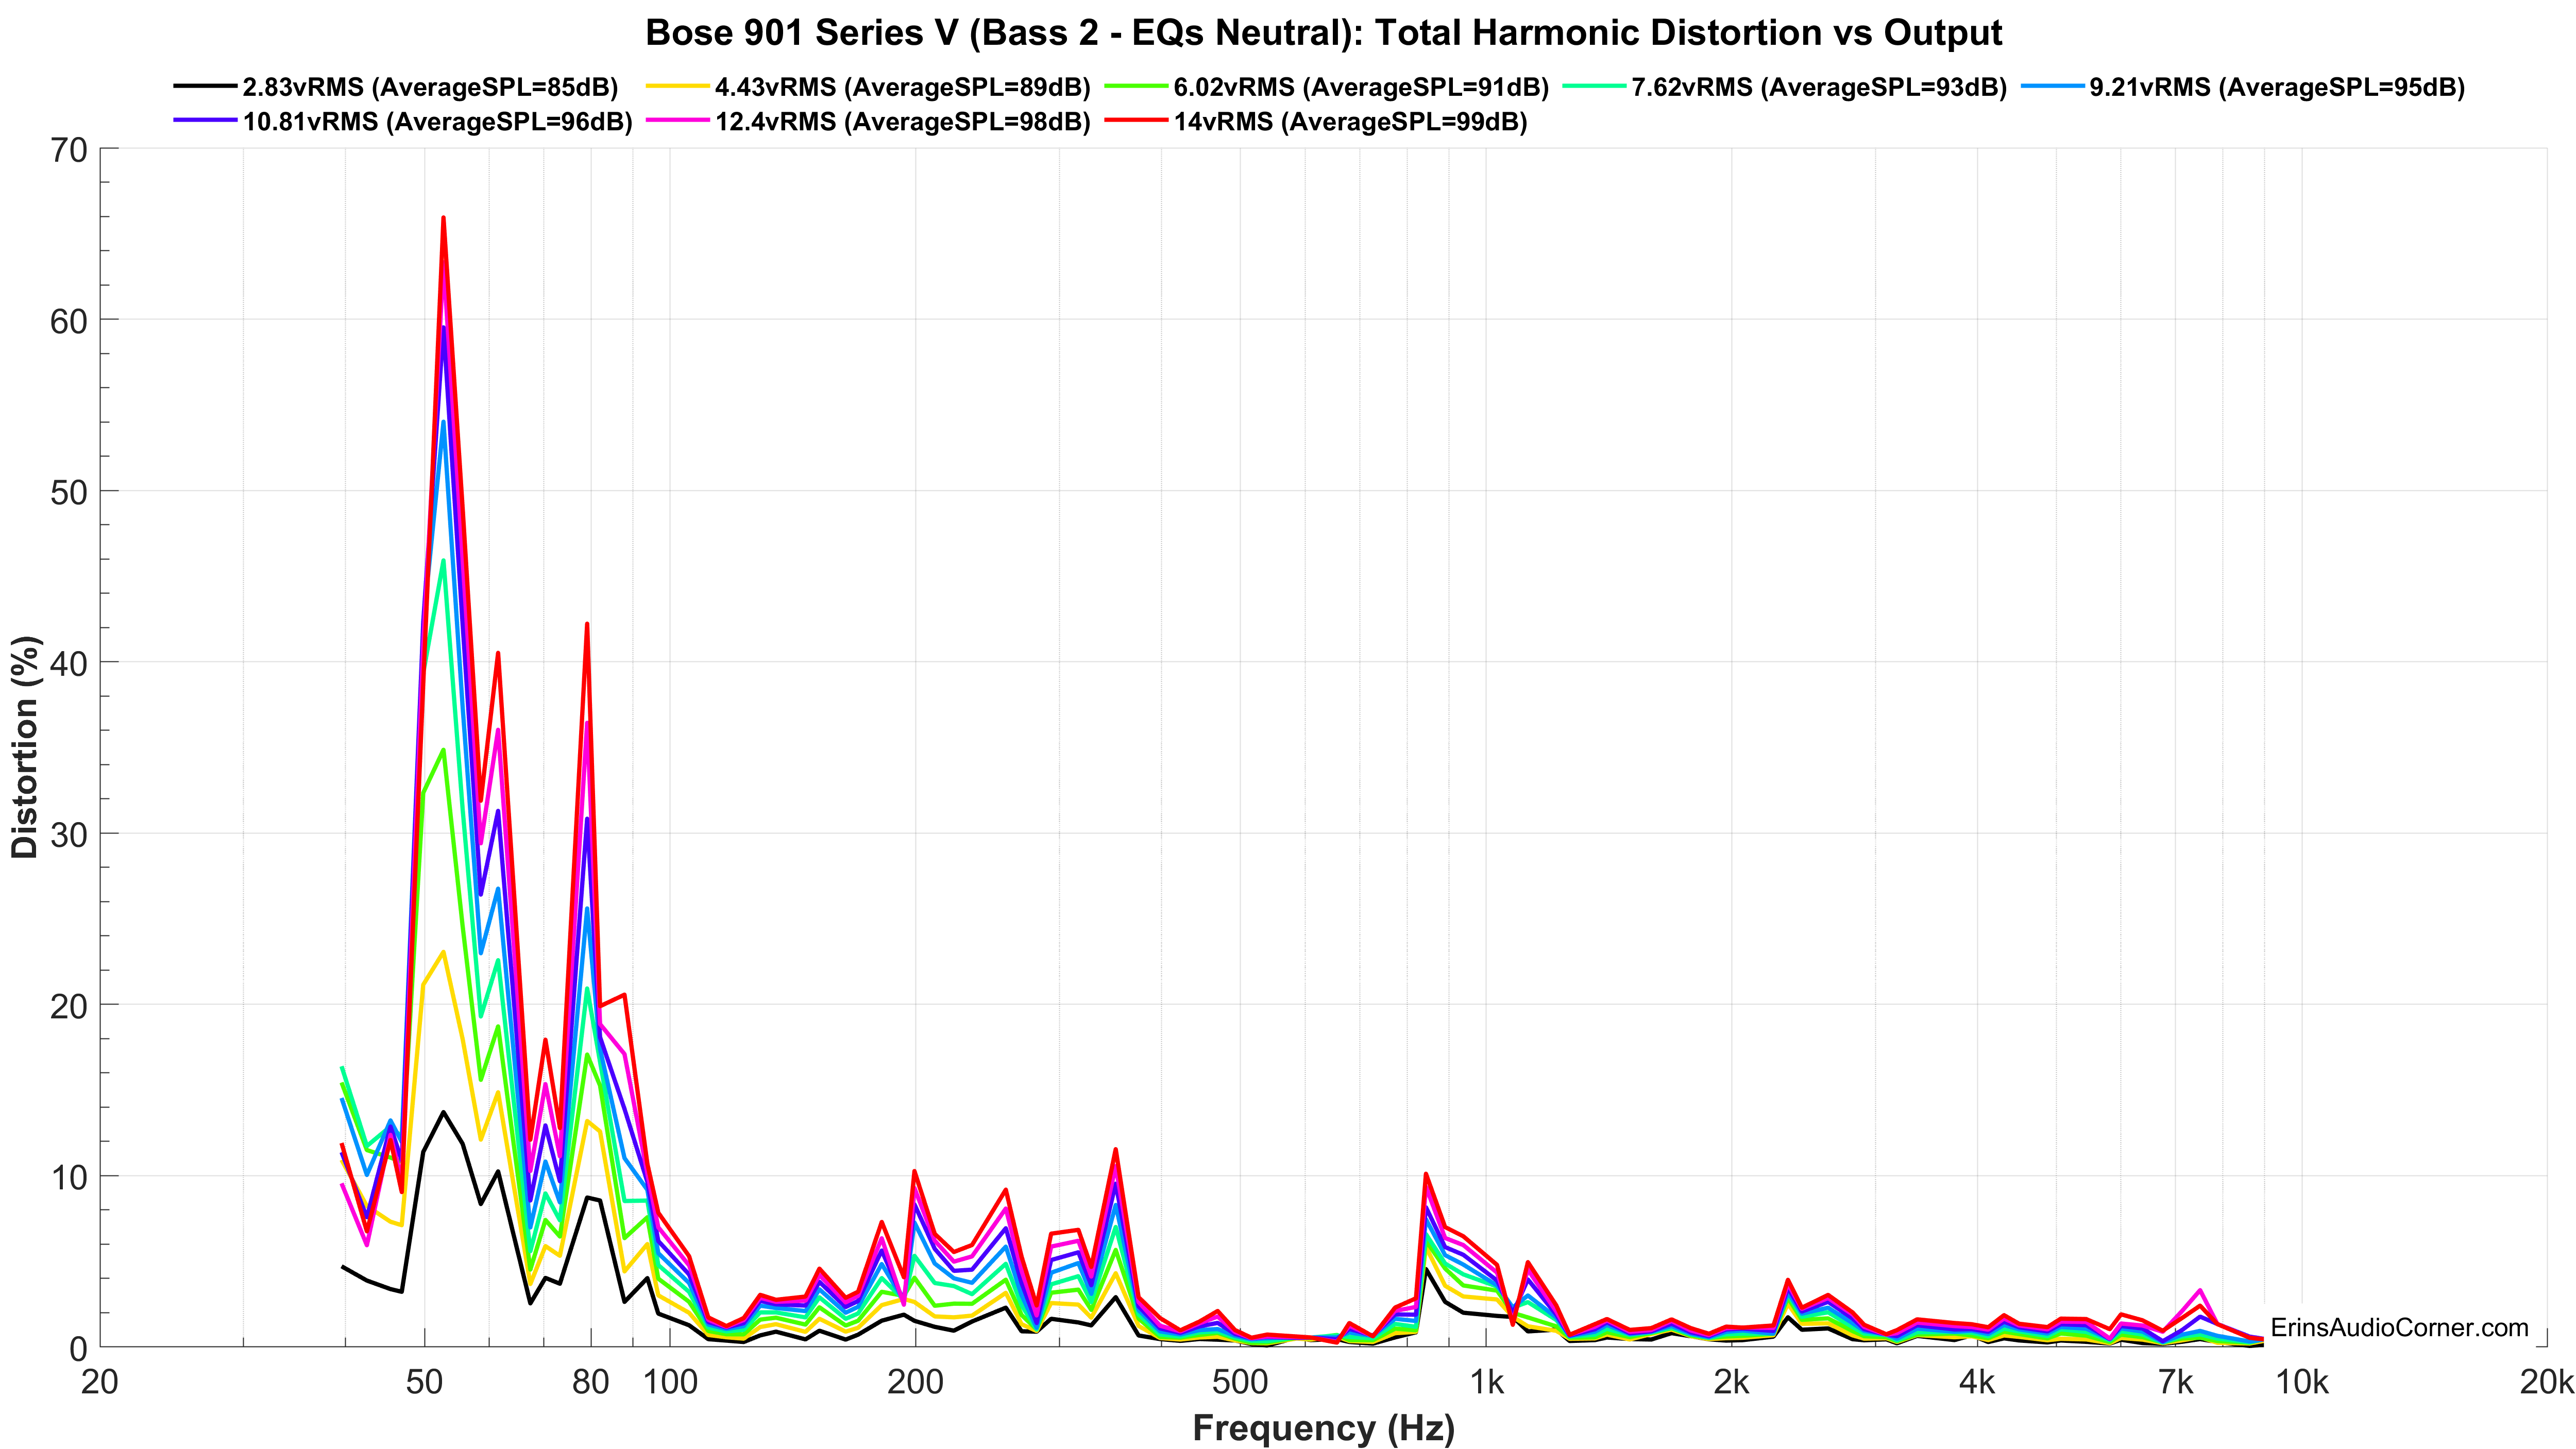 Bose 901 Series V (Bass 2 - EQs Neutral): Total Harmonic Distortion vs Output
2.83vRMS (AverageSPL=85dB) 4.43vRMS (AverageSPL=89dB) 6.02vRMS (AverageSPL=91dB) 7.62vRMS (AverageSPL=93dB) 9.21vRMS (AverageSPL=95dB)
10.81vRMS (AverageSPL=96dB) 12.4vRMS (AverageSPL=98dB) 14vRMS (AverageSPL=99dB)
70
60
50
40
30
20
10
0
Distortion (%)
ErinsAudioCorner.com
20 50 80 100 200 500 1k 2k 4k 7k 10k 20k
Frequency (Hz)